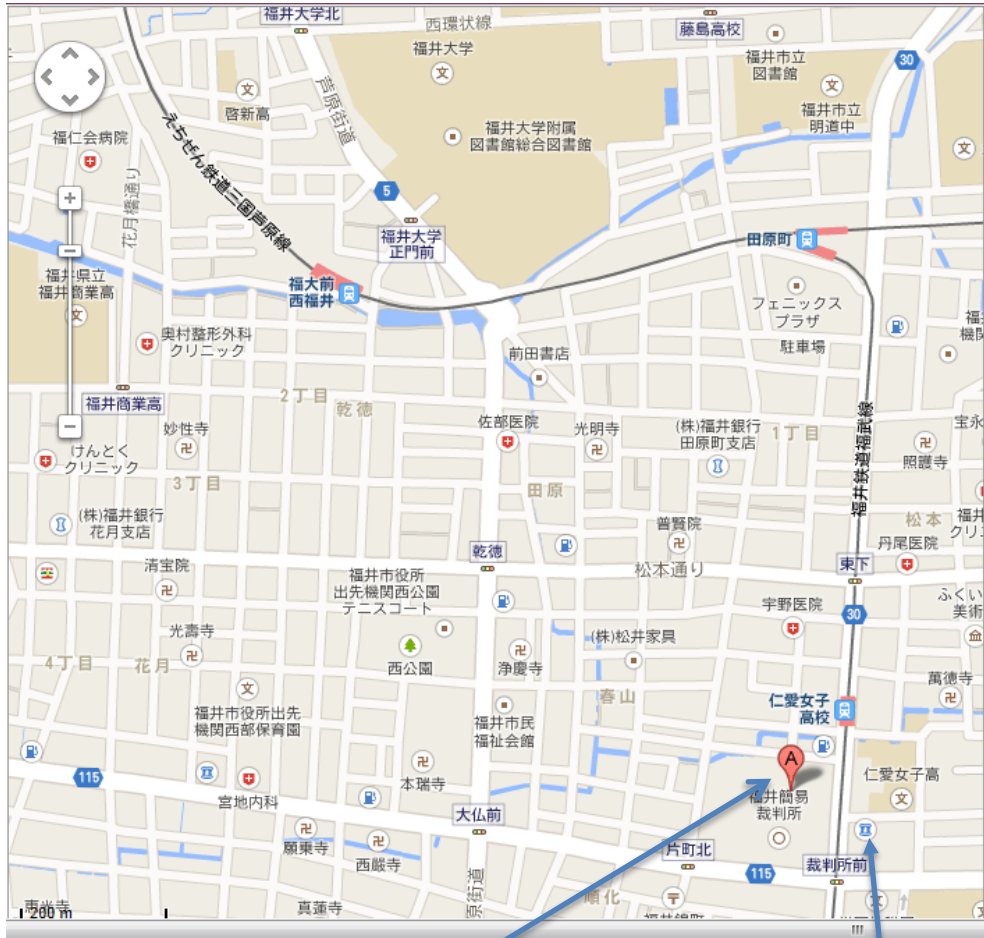 福井大学北
西環状線
藤島高校
福井大学
福井市立
図書館
30
芦原街道
啓新高
福井市立
明道中
福井大学附属
図書館総合図書館
福仁会病院
えちぜん鉄道三国芦原線
5
花月橋通り
福井大学
正門前
田原町
福井県立
福井商業高
福大前
西福井
フェニックス
プラザ
駐車場
奥村整形外科
クリニック
前田書店
福井商業高
2丁目
乾徳
妙性寺
佐部医院
光明寺
(株)福井銀行
田原町支店
1丁目
福井鉄道福武線
宝永
照護寺
けんとく
クリニック
3丁目
田原
(株)福井銀行
花月支店
普賢院
松本
乾徳
松本通り
東下
丹尾医院
清宝院
福井市役所
出先機関西公園
テニスコート
宇野医院
30
ふくい
美術
光壽寺
(株)松井家具
4丁目
花月
西公園
浄慶寺
春山
仁愛女子
高校
萬徳寺
福井市役所出先
機関西部保育園
福井市民
福祉会館
A
115
宮地内科
本瑞寺
福井簡易
裁判所
仁愛女子高
大仏前
願乗寺
西厳寺
片町北
115
裁判所前
順化
真蓮寺
200 m